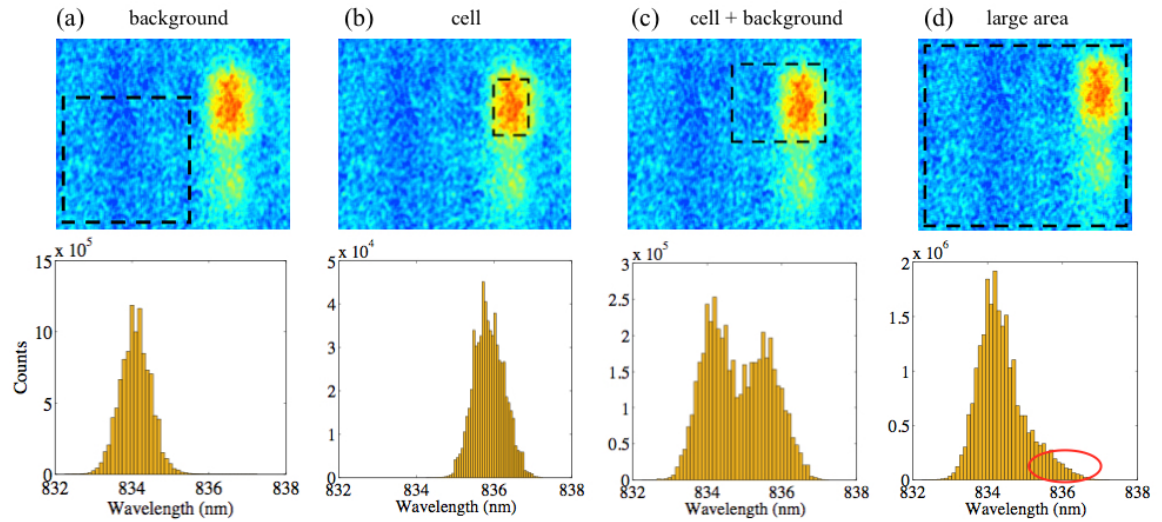 (a) background
(b) cell
(c) cell + background
(d) large area
x 10^5
15
10
5
0
Counts
832 834 836 838
Wavelength (nm)
x 10^4
5
4
3
2
1
0
832 834 836 838
Wavelength (nm)
x 10^5
3
2.5
2
1.5
1
0.5
0
832 834 836 838
Wavelength (nm)
x 10^6
2
1.5
1
0.5
0
832 834 836 838
Wavelength (nm)